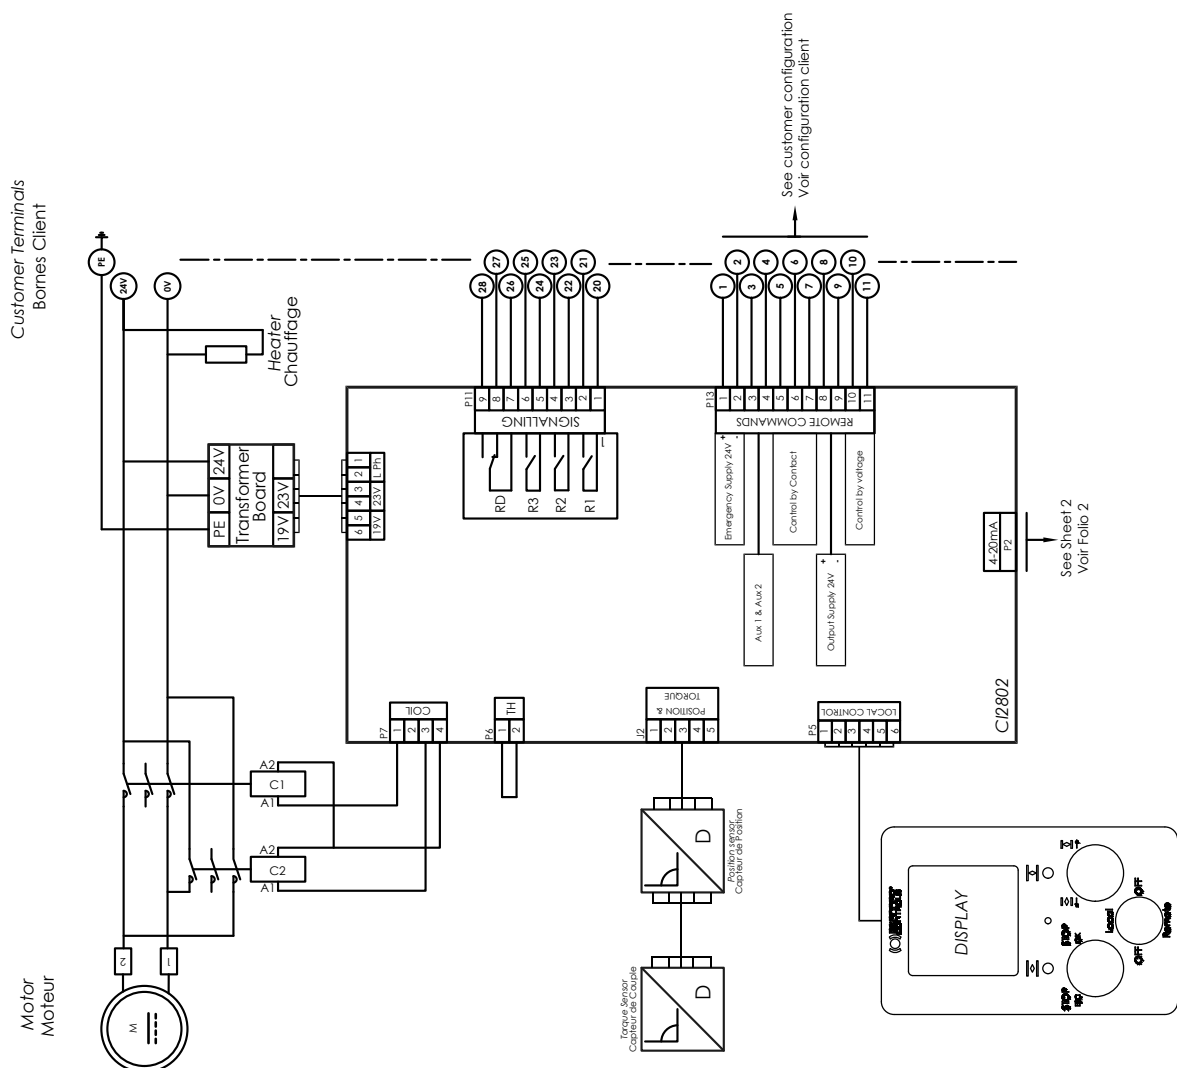 Customer Terminals
Bornes Client
PE
24V
0V
Heater
Chauffage
See customer configuration
Voir configuration client
28
27
26
25
24
23
22
21
20
1
2
3
4
5
6
7
8
9
10
11
P11
9
8
7
6
5
4
3
2
1
SIGNALLING
RD
R3
R2
R1
1
P13
1
2
3
4
5
6
7
8
9
10
11
REMOTE COMMANDS
Emergency Supply 24V
+
-
Control by Contact
Control by voltage
Aux 1 & Aux 2
Output Supply 24V
+
-
PE
0V
24V
Transformer
Board
19V
23V
6
5
4
3
2
1
19V
23V
L Ph
4-20mA
P2
See Sheet 2
Voir Folio 2
CI2802
P7
COIL
1
2
3
4
P6
TH
1
2
J2
POSITION &
TORQUE
1
2
3
4
5
P5
LOCAL CONTROL
1
2
3
4
5
6
A2
C1
A1
A2
C2
A1
Motor
Moteur
M
2
1
D
Position sensor
Capteur de Position
D
Torque Sensor
Capteur de Couple
DISPLAY
STOP
OK
STOP
Local
OFF
OFF
Remote